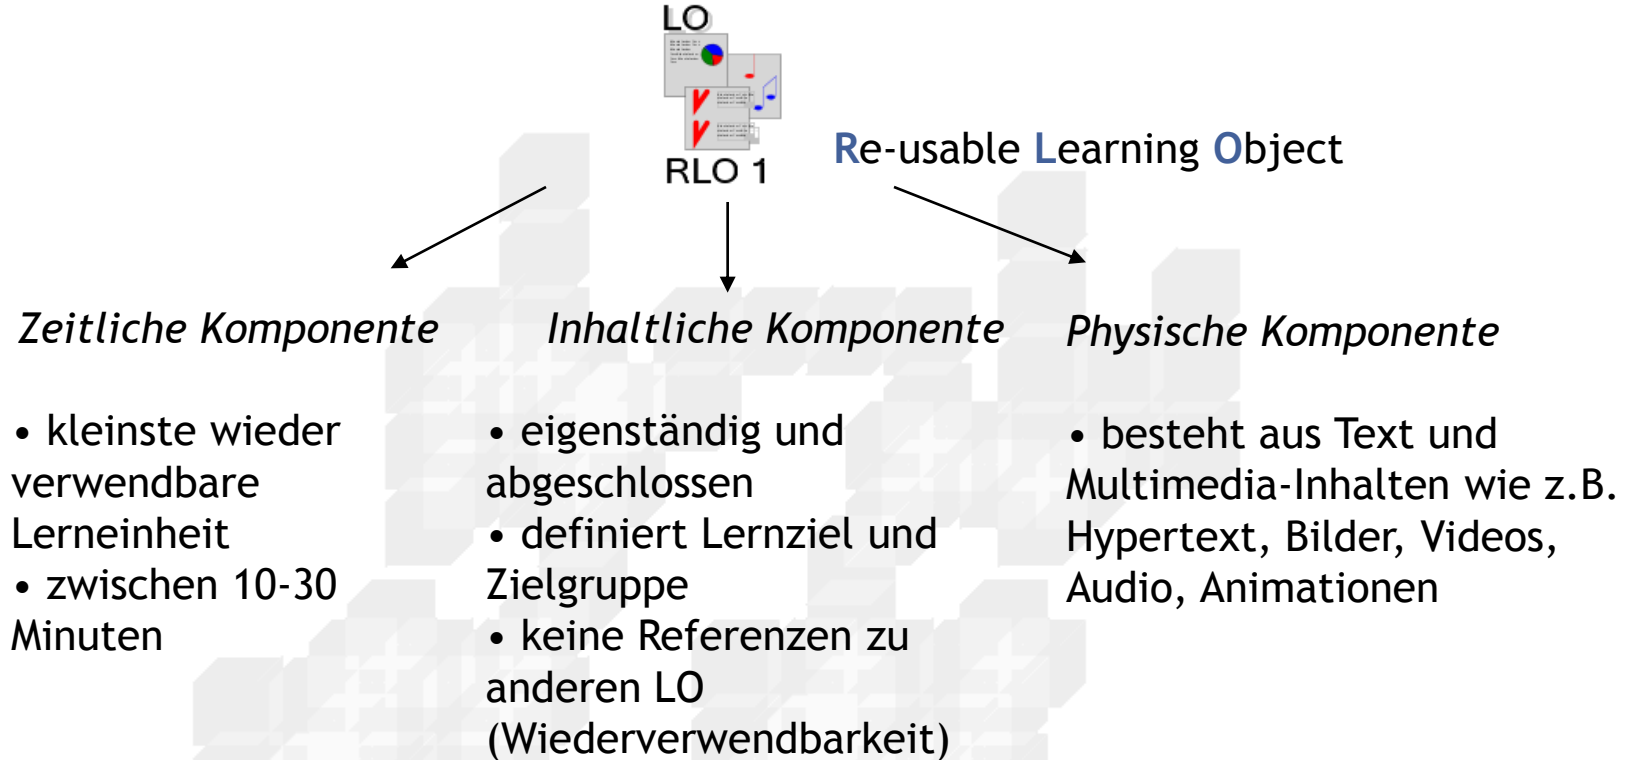 LO
RLO 1
Re-usable Learning Object
Zeitliche Komponente
• kleinste wieder
verwendbare
Lerneinheit
• zwischen 10-30
Minuten
Inhaltliche Komponente
• eigenständig und
abgeschlossen
• definiert Lernziel und
Zielgruppe
• keine Referenzen zu
anderen LO
(Wiederverwendbarkeit)
Physische Komponente
• besteht aus Text und
Multimedia-Inhalten wie z.B.
Hypertext, Bilder, Videos,
Audio, Animationen